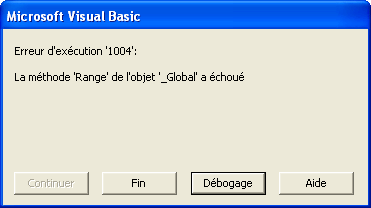 Microsoft Visual Basic
Erreur d'exécution '1004':
La méthode 'Range' de l'objet '_Global' a échoué
Continuer Fin Débogage Aide